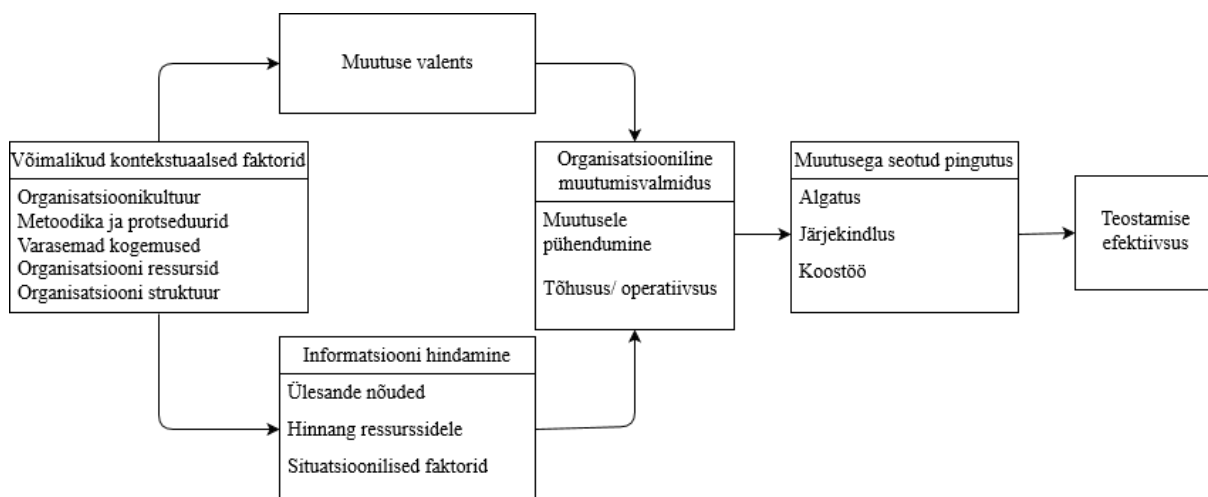 Muutuse valents
Võimalikud kontekstuaalsed faktorid
Organisatsioonikultuur
Metoodika ja protseduurid
Varasemad kogemused
Organisatsiooni ressursid
Organisatsiooni struktuur
Informatsiooni hindamine
Ülesande nõuded
Hinnang ressurssidele
Situatsioonilised faktorid
Organisatsiooniline
muutumisvalmidus
Muutusele
pühendumine
Tõhusus/ operatiivsus
Muutusega seotud pingutus
Algatus
Järjekindlus
Koostöö
Teostamise
efektiivsus